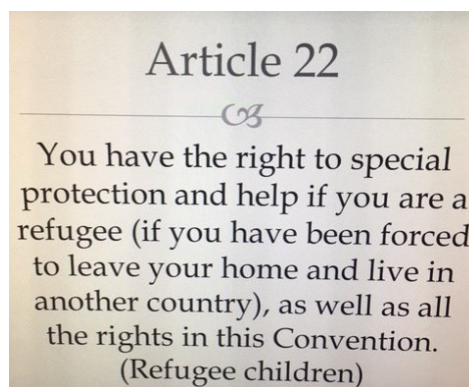 Article 22
You have the right to special
protection and help if you are a
refugee (if you have been forced
to leave your home and live in
another country), as well as all
the rights in this Convention.
(Refugee children)